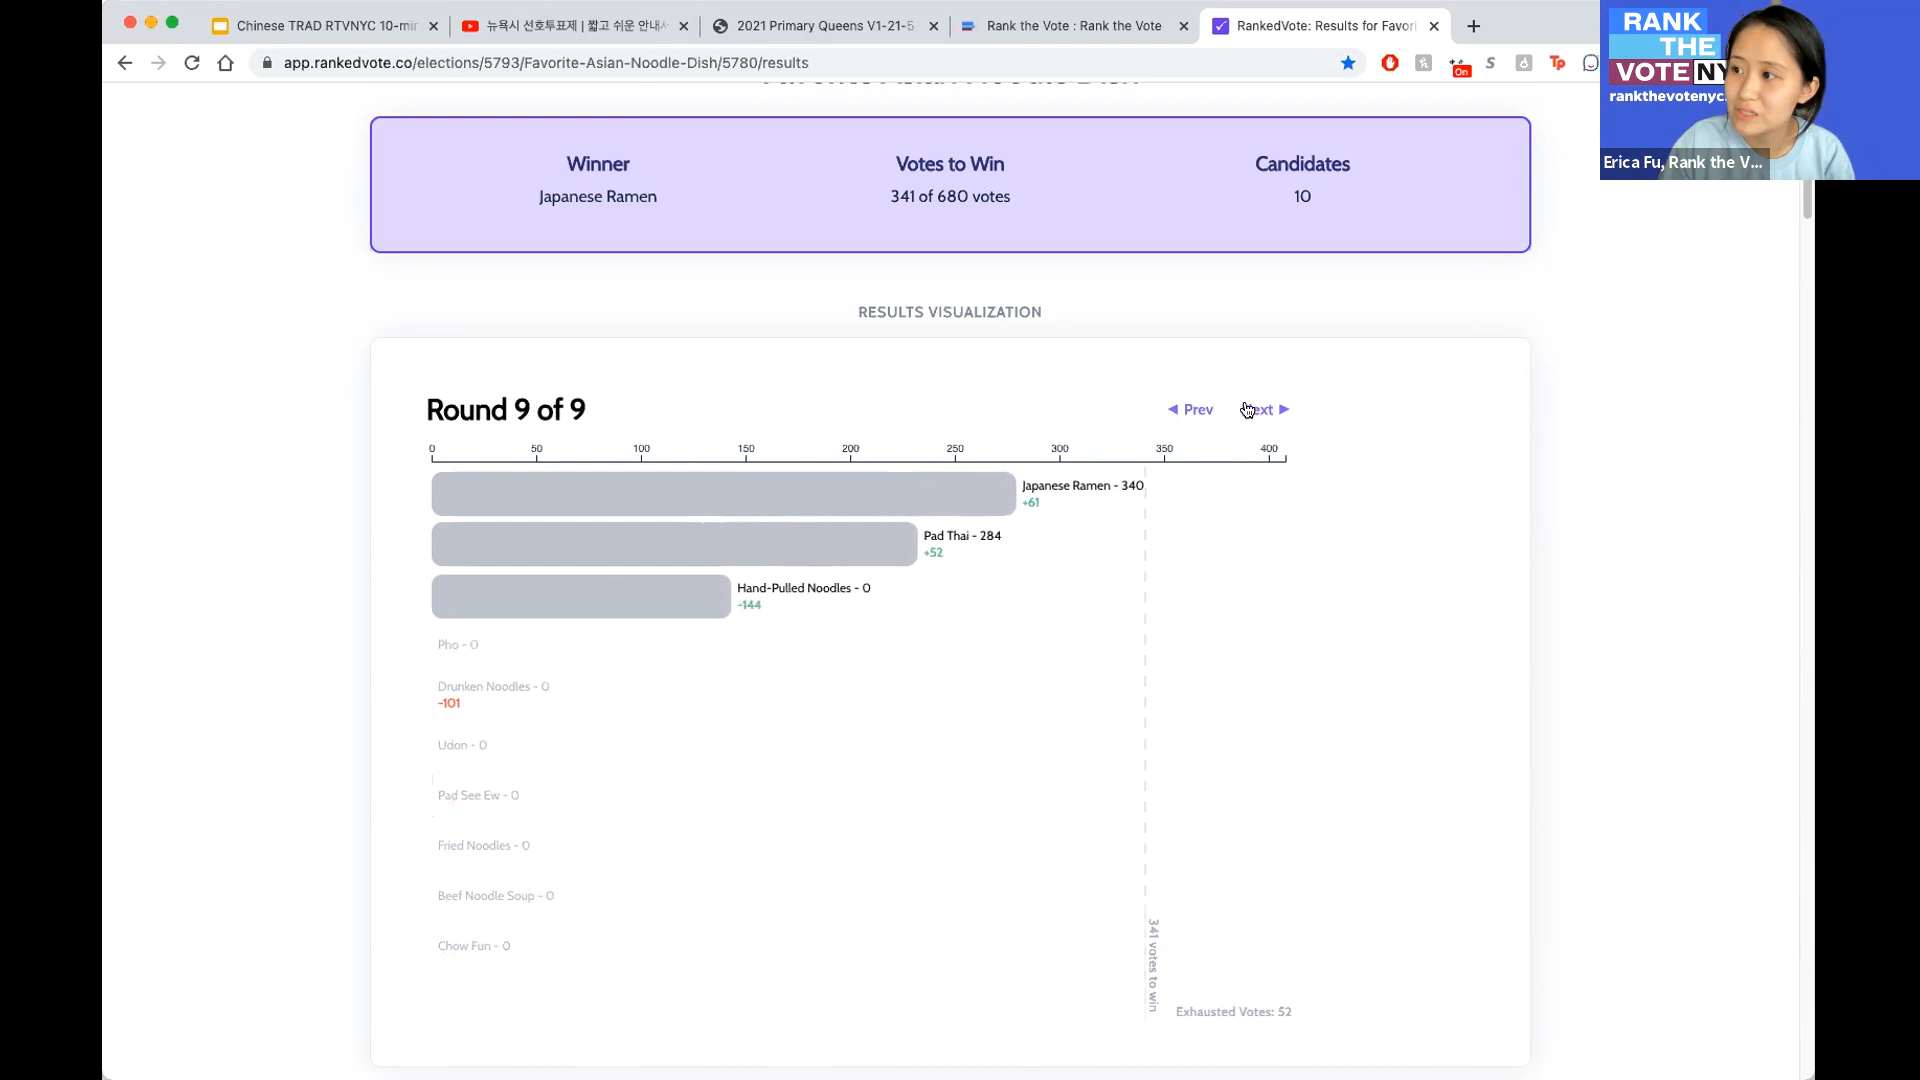 Chinese TRAD RTVNYC 10-mir
뉴욕시 선호투표제 | 짧고 쉬운 안내서
2021 Primary Queens V1-21-5
Rank the Vote : Rank the Vote
RankedVote: Results for Favori
app.rankedvote.co/elections/5793/Favorite-Asian-Noodle-Dish/5780/results
On
S
Tp
RANK
THE
VOTE NY
rankthevotenyc.
Erica Fu, Rank the V...
Winner
Votes to Win
Candidates
Japanese Ramen
341 of 680 votes
10
RESULTS VISUALIZATION
Round 9 of 9
◀ Prev
ext ▶
0 50 100 150 200 250 300 350 400
Japanese Ramen - 340
+61
Pad Thai - 284
+52
Hand-Pulled Noodles - 0
-144
Pho - 0
Drunken Noodles - 0
-101
Udon - 0
Pad See Ew - 0
Fried Noodles - 0
Beef Noodle Soup - 0
Chow Fun - 0
341 votes to win
Exhausted Votes: 52